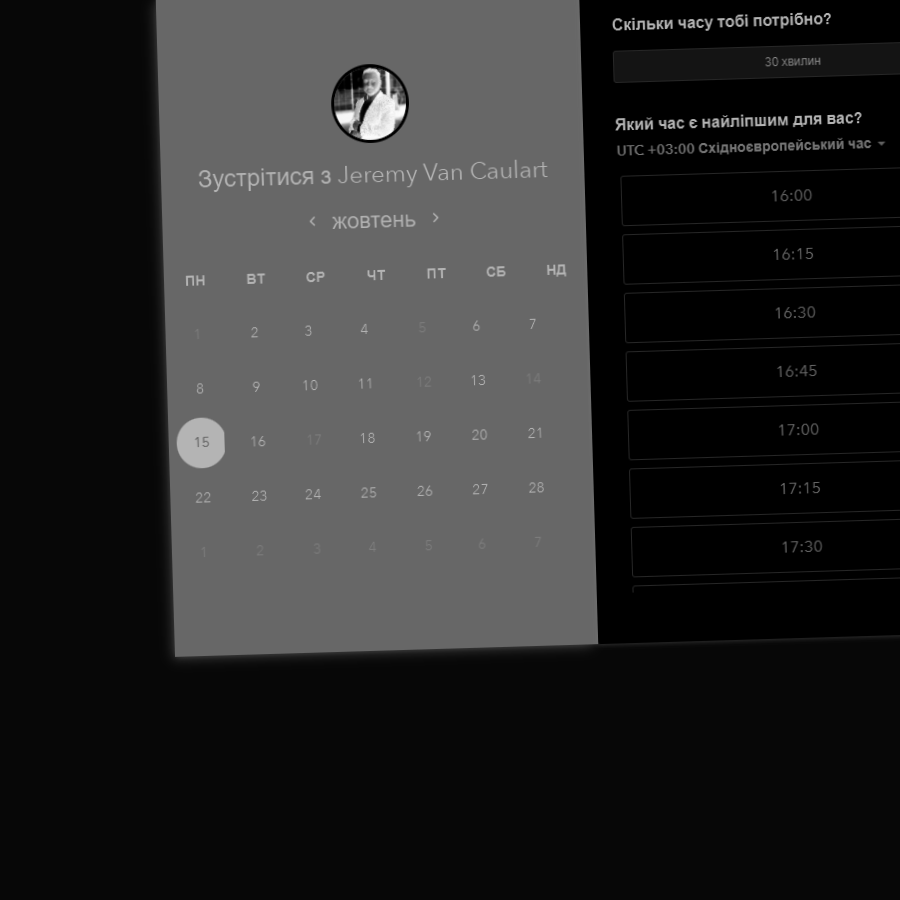 Зустрітися з Jeremy Van Caulart
‹ жовтень ›
ПН ВТ СР ЧТ ПТ СБ НД
1 2 3 4 5 6 7
8 9 10 11 12 13 14
15 16 17 18 19 20 21
22 23 24 25 26 27 28
1 2 3 4 5 6 7
Скільки часу тобі потрібно?
30 хвилин
Який час є найліпшим для вас?
UTC +03:00 Східноєвропейський час
16:00
16:15
16:30
16:45
17:00
17:15
17:30